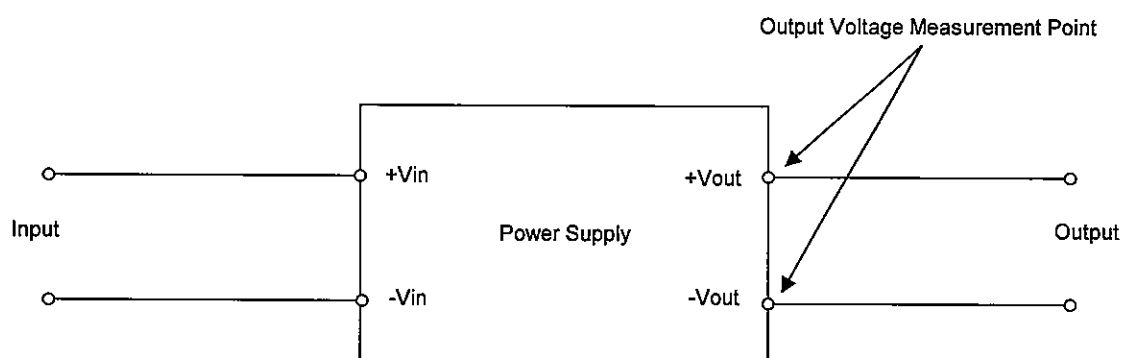 Output Voltage Measurement Point
+Vin
+Vout
Input
Power Supply
Output
-Vin
-Vout